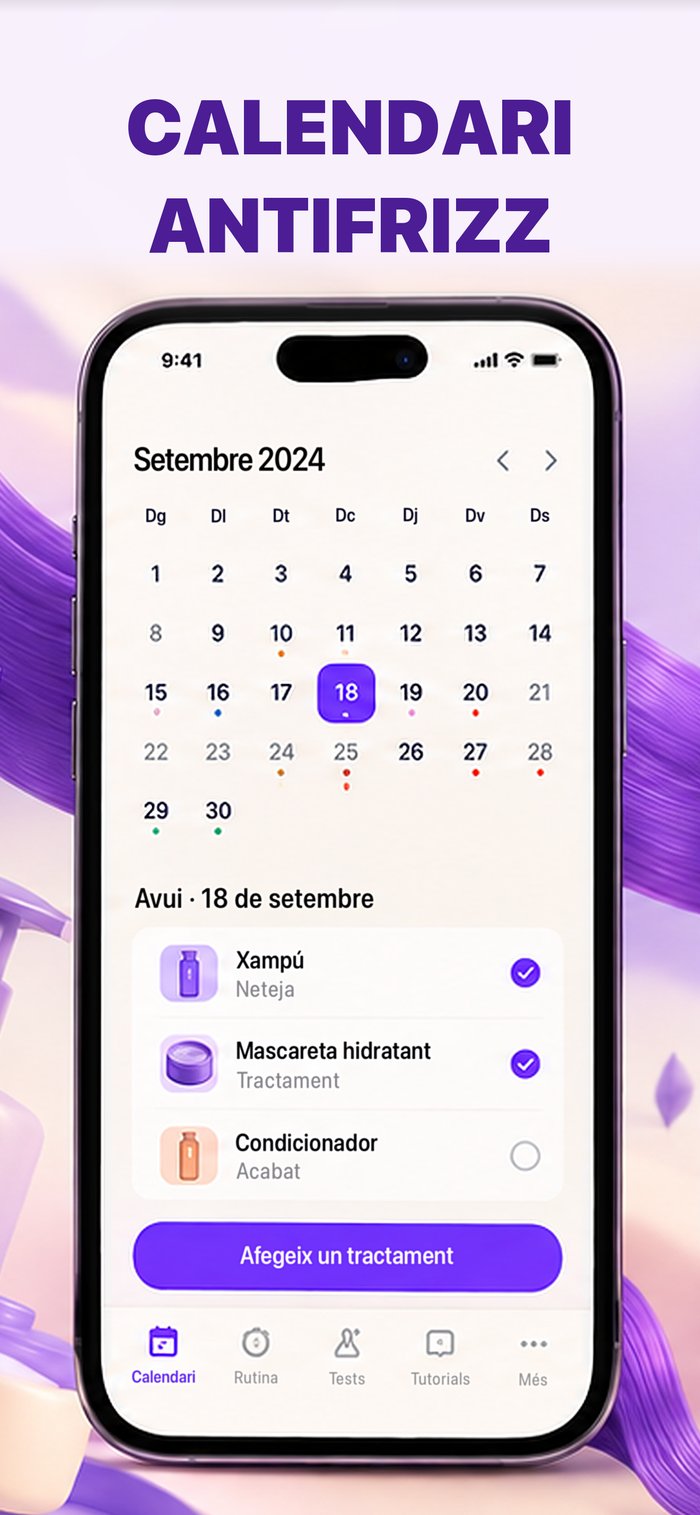 CALENDARI
ANTIFRIZZ
9:41
Setembre 2024
Dg Dl Dt Dc Dj Dv Ds
1 2 3 4 5 6 7
8 9 10 11 12 13 14
15 16 17 18 19 20 21
22 23 24 25 26 27 28
29 30
Avui · 18 de setembre
Xampú
Neteja
Mascareta hidratant
Tractament
Condicionador
Acabat
Afegeix un tractament
Calendari Rutina Tests Tutorials Més